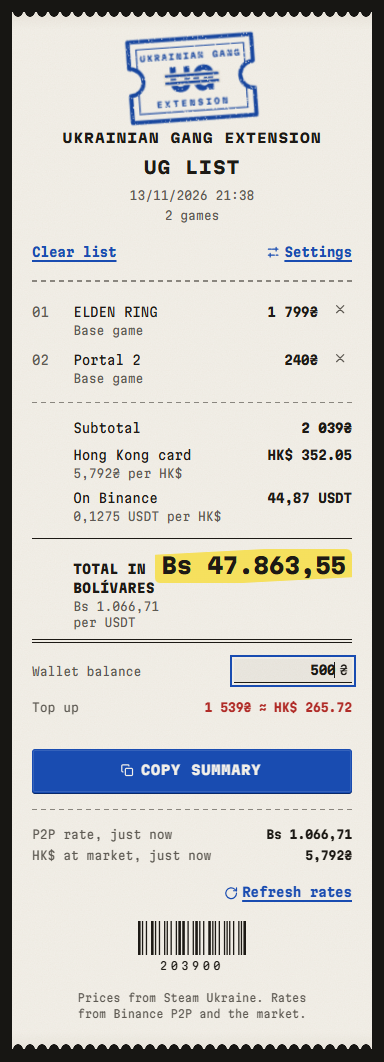 UKRAINIAN GANG
UG
EXTENSION
UKRAINIAN GANG EXTENSION
UG LIST
13/11/2026 21:38
2 games
Clear list
Settings
01 ELDEN RING 1 799₴ ×
Base game
02 Portal 2 240₴ ×
Base game
Subtotal 2 039₴
Hong Kong card HK$ 352.05
5,792₴ per HK$
On Binance 44,87 USDT
0,1275 USDT per HK$
TOTAL IN BOLÍVARES Bs 47.863,55
Bs 1.066,71
per USDT
Wallet balance 500 ₴
Top up 1 539₴ ≈ HK$ 265.72
COPY SUMMARY
P2P rate, just now Bs 1.066,71
HK$ at market, just now 5,792₴
Refresh rates
203900
Prices from Steam Ukraine. Rates
from Binance P2P and the market.